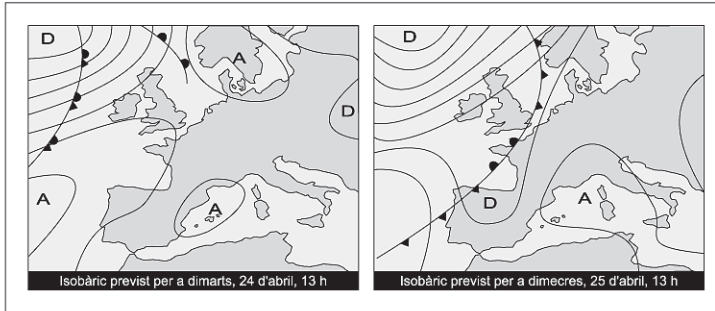 D
A
D
A
A
Isobàric previst per a dimarts, 24 d'abril, 13 h
D
D
A
Isobàric previst per a dimecres, 25 d'abril, 13 h